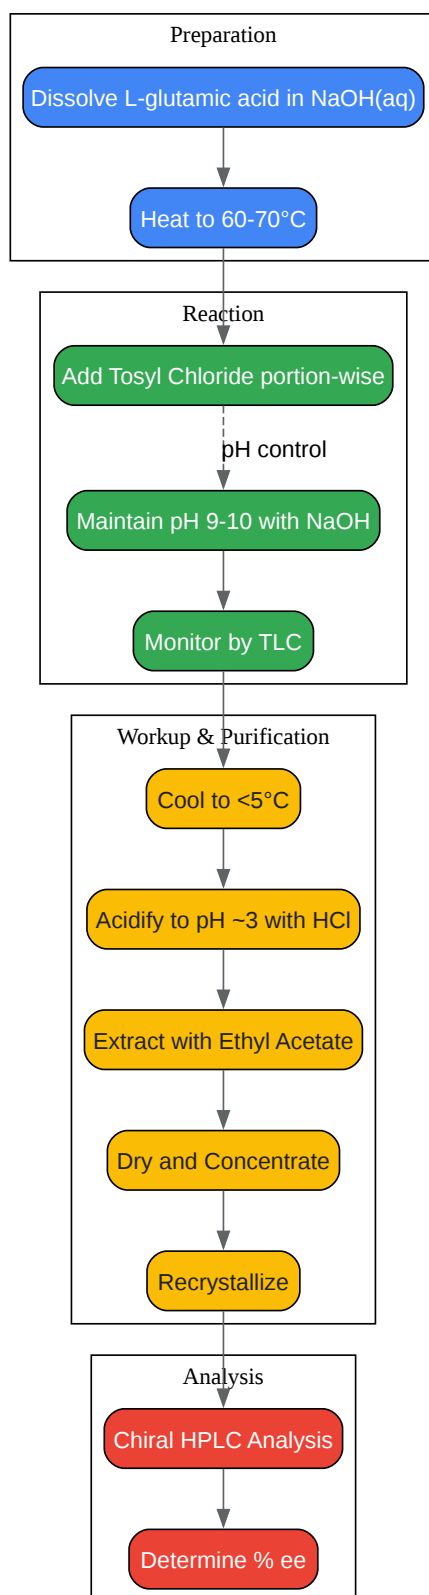 Preparation
Dissolve L-glutamic acid in NaOH(aq)
Heat to 60-70°C
Reaction
Add Tosyl Chloride portion-wise
pH control
Maintain pH 9-10 with NaOH
Monitor by TLC
Workup & Purification
Cool to <5°C
Acidify to pH ~3 with HCl
Extract with Ethyl Acetate
Dry and Concentrate
Recrystallize
Analysis
Chiral HPLC Analysis
Determine % ee